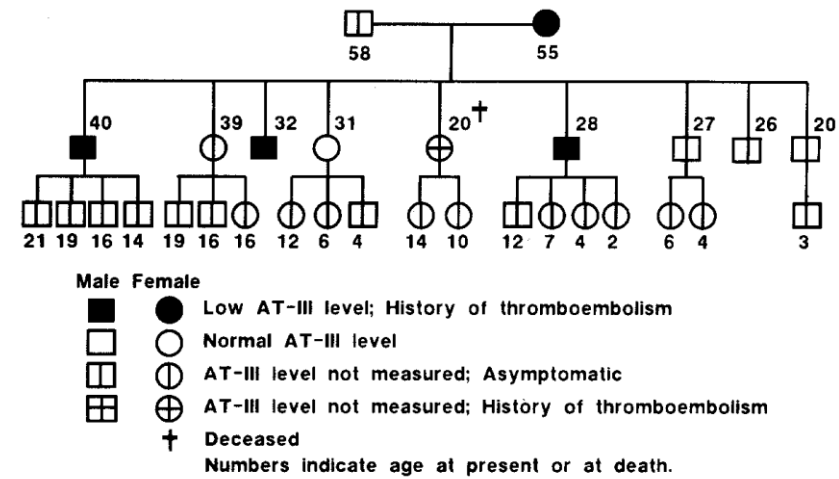 58 55
40 39 32 31 20 † 28 27 26 20
21 19 16 14 19 16 16 12 6 4 14 10 12 7 4 2 6 4 3
Male Female
Low AT-III level; History of thromboembolism
Normal AT-III level
AT-III level not measured; Asymptomatic
AT-III level not measured; History of thromboembolism
† Deceased
Numbers indicate age at present or at death.